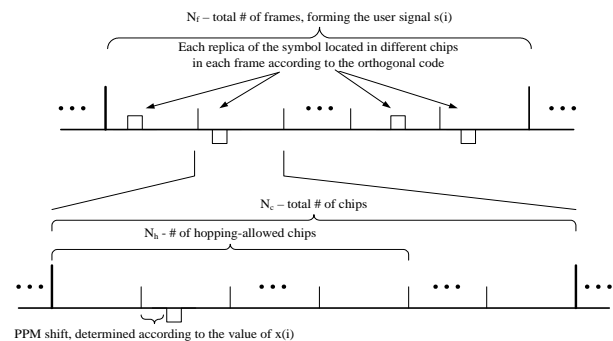 N_f – total # of frames, forming the user signal s(i)
Each replica of the symbol located in different chips
in each frame according to the orthogonal code
N_c – total # of chips
N_h - # of hopping-allowed chips
PPM shift, determined according to the value of x(i)